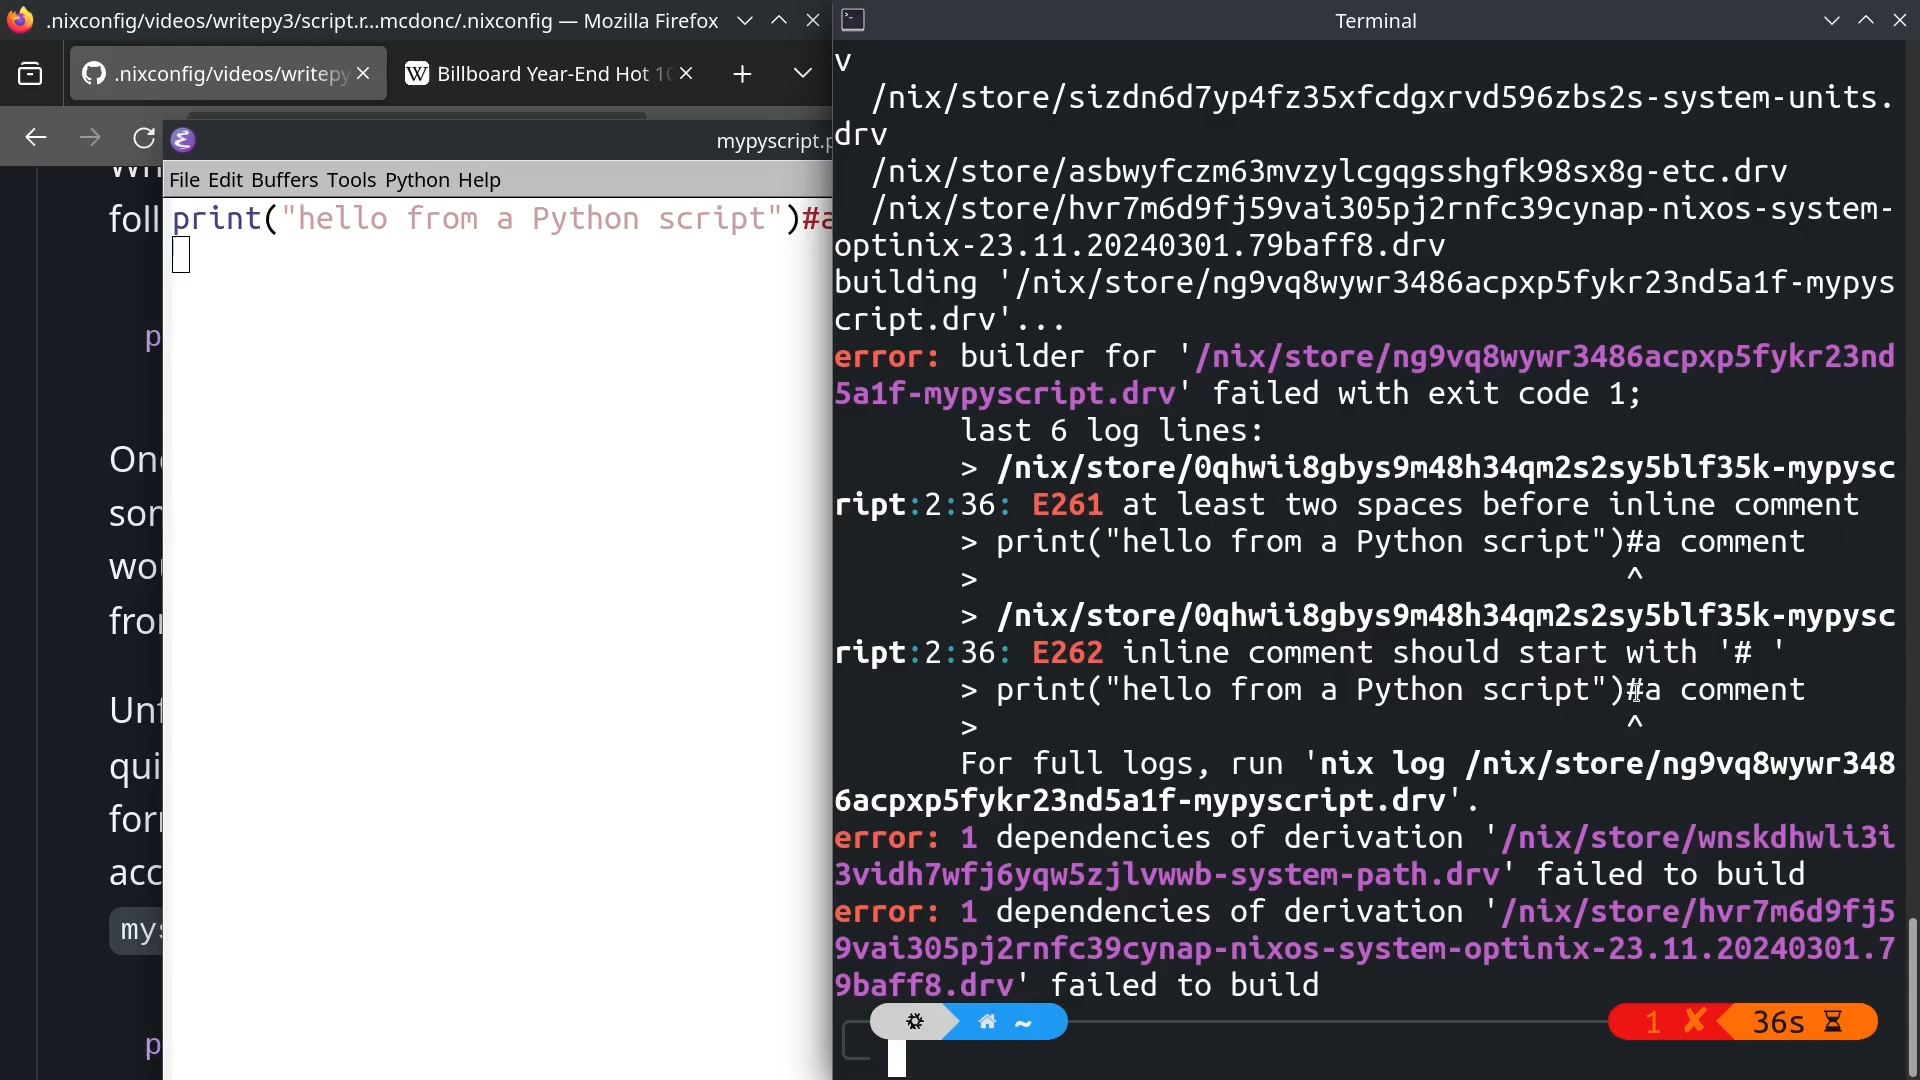 .nixconfig/videos/writepy3/script.r...mcdonc/.nixconfig — Mozilla Firefox
.nixconfig/videos/writepy
Billboard Year-End Hot 10
foll
p
One
son
wou
from
Unf
qui
form
acc
mys
p
mypyscript.p
File Edit Buffers Tools Python Help
print("hello from a Python script")#a
Terminal
v
/nix/store/sizdn6d7yp4fz35xfcdgxrvd596zbs2s-system-units.
drv
/nix/store/asbwyfczm63mvzylcgqgsshgfk98sx8g-etc.drv
/nix/store/hvr7m6d9fj59vai305pj2rnfc39cynap-nixos-system-
optinix-23.11.20240301.79baff8.drv
building '/nix/store/ng9vq8wywr3486acpxp5fykr23nd5a1f-mypys
cript.drv'...
error: builder for '/nix/store/ng9vq8wywr3486acpxp5fykr23nd
5a1f-mypyscript.drv' failed with exit code 1;
last 6 log lines:
> /nix/store/0qhwii8gbys9m48h34qm2s2sy5blf35k-mypysc
ript:2:36: E261 at least two spaces before inline comment
> print("hello from a Python script")#a comment
> ^
> /nix/store/0qhwii8gbys9m48h34qm2s2sy5blf35k-mypysc
ript:2:36: E262 inline comment should start with '# '
> print("hello from a Python script")#a comment
> ^
For full logs, run 'nix log /nix/store/ng9vq8wywr348
6acpxp5fykr23nd5a1f-mypyscript.drv'.
error: 1 dependencies of derivation '/nix/store/wnskdhwli3i
3vidh7wfj6yqw5zjlvwwb-system-path.drv' failed to build
error: 1 dependencies of derivation '/nix/store/hvr7m6d9fj5
9vai305pj2rnfc39cynap-nixos-system-optinix-23.11.20240301.7
9baff8.drv' failed to build
~ 1 ✘ 36s